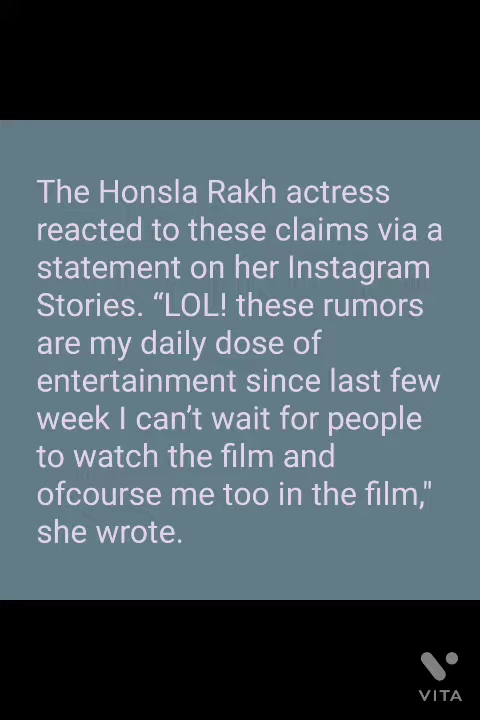 The Honsla Rakh actress
reacted to these claims via a
statement on her Instagram
Stories. “LOL! these rumors
are my daily dose of
entertainment since last few
week I can’t wait for people
to watch the film and
ofcourse me too in the film,"
she wrote.
VITA